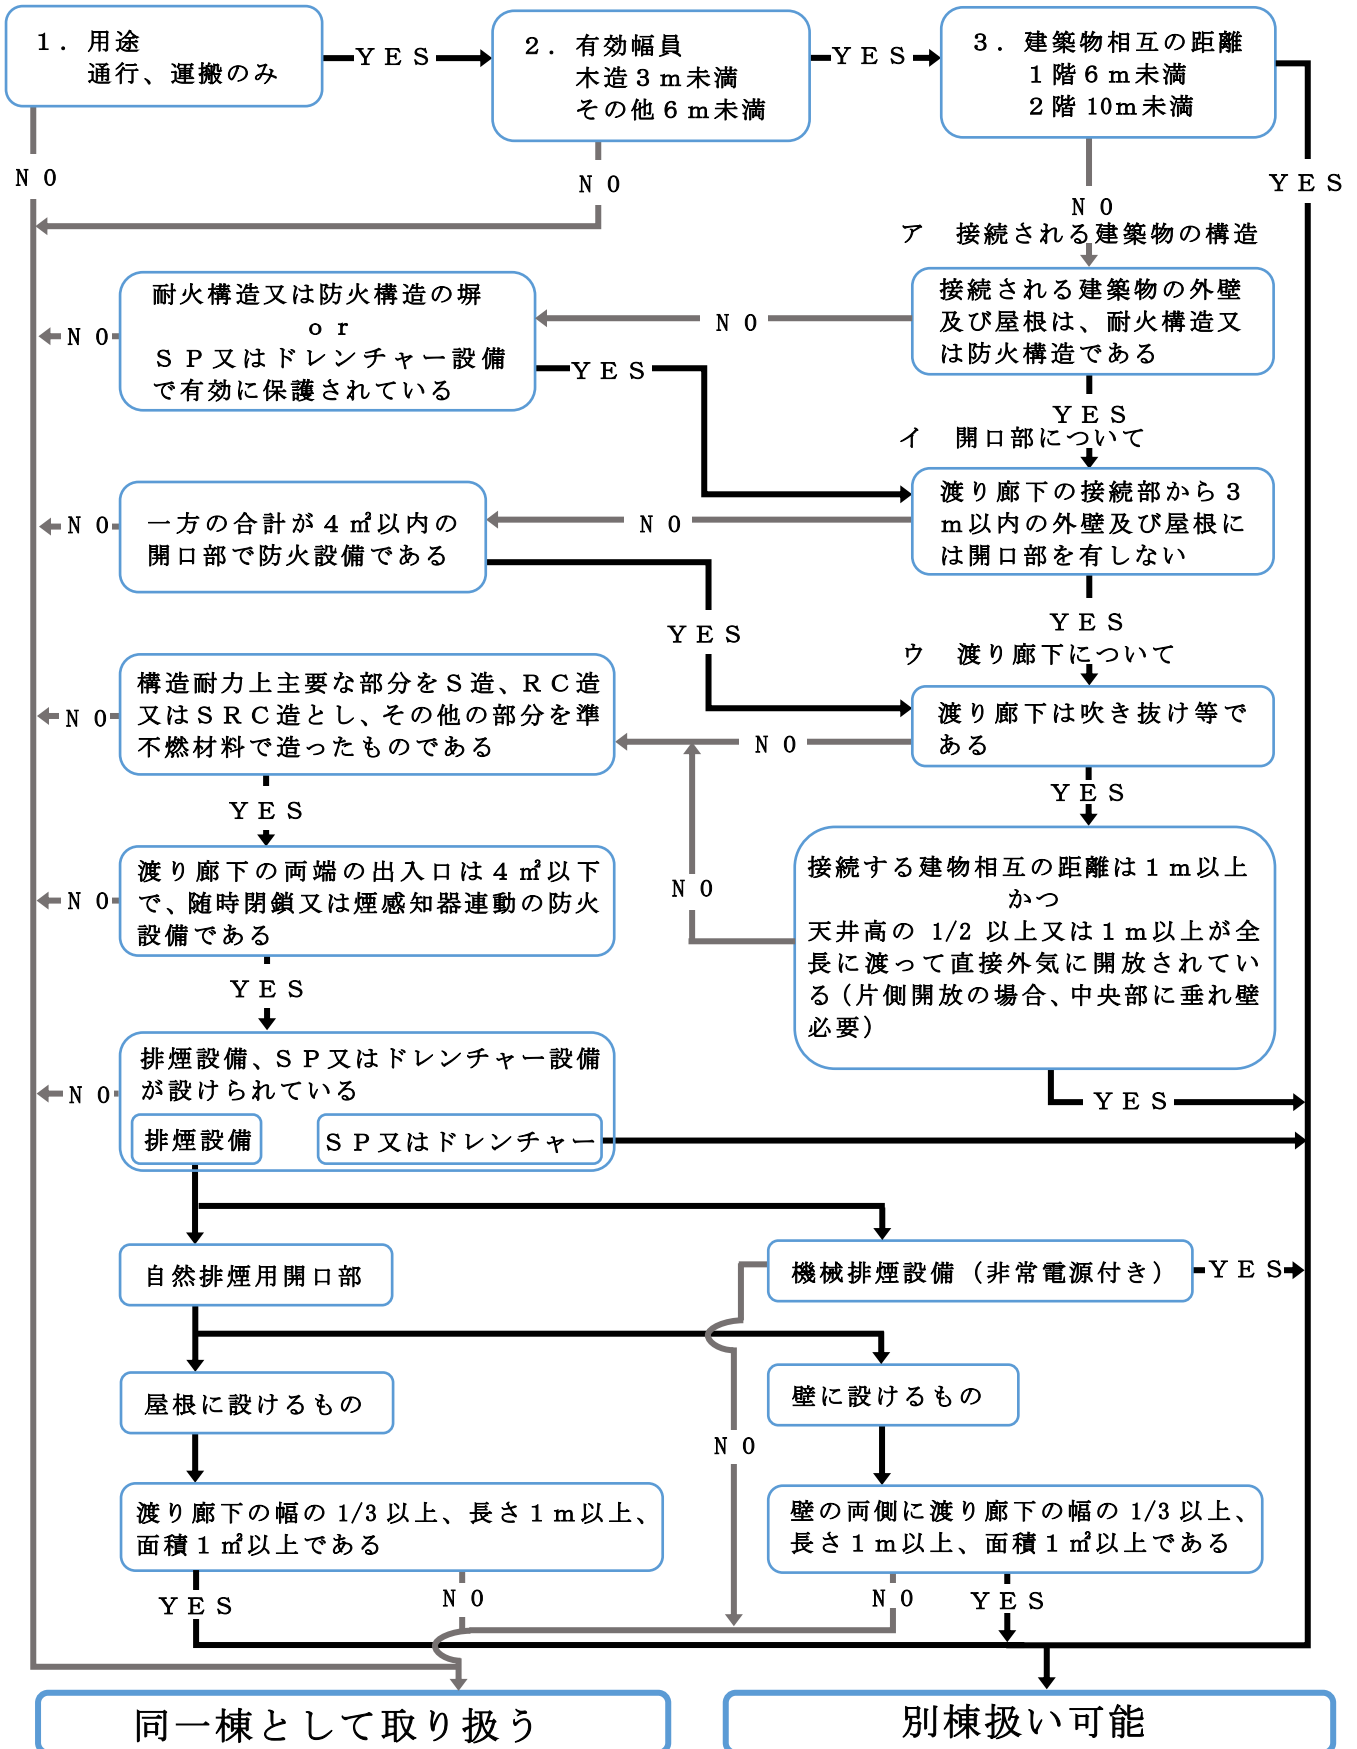 １．用途
通行、運搬のみ
ＹＥＳ
２．有効幅員
木造３ｍ未満
その他６ｍ未満
ＹＥＳ
３．建築物相互の距離
１階６ｍ未満
２階10ｍ未満
ＮＯ
ＮＯ
ＹＥＳ
ＮＯ
ア　接続される建築物の構造
接続される建築物の外壁
及び屋根は、耐火構造又
は防火構造である
ＮＯ
耐火構造又は防火構造の塀
ｏｒ
ＳＰ又はドレンチャー設備
で有効に保護されている
ＮＯ
ＹＥＳ
ＹＥＳ
イ　開口部について
渡り廊下の接続部から３
ｍ以内の外壁及び屋根に
は開口部を有しない
ＮＯ
一方の合計が４㎡以内の
開口部で防火設備である
ＮＯ
ＹＥＳ
ＹＥＳ
ウ　渡り廊下について
渡り廊下は吹き抜け等で
ある
ＮＯ
構造耐力上主要な部分をＳ造、ＲＣ造
又はＳＲＣ造とし、その他の部分を準
不燃材料で造ったものである
ＮＯ
ＹＥＳ
ＹＥＳ
接続する建物相互の距離は１ｍ以上
かつ
天井高の 1/2 以上又は１ｍ以上が全
長に渡って直接外気に開放されてい
る（片側開放の場合、中央部に垂れ壁
必要）
ＮＯ
ＹＥＳ
渡り廊下の両端の出入口は４㎡以下
で、随時閉鎖又は煙感知器連動の防火
設備である
ＮＯ
ＹＥＳ
排煙設備、ＳＰ又はドレンチャー設備
が設けられている
ＮＯ
排煙設備
ＳＰ又はドレンチャー
自然排煙用開口部
機械排煙設備（非常電源付き）
ＹＥＳ
屋根に設けるもの
壁に設けるもの
ＮＯ
渡り廊下の幅の 1/3 以上、長さ１ｍ以上、
面積１㎡以上である
壁の両側に渡り廊下の幅の 1/3 以上、
長さ１ｍ以上、面積１㎡以上である
ＹＥＳ
ＮＯ
ＮＯ
ＹＥＳ
同一棟として取り扱う
別棟扱い可能